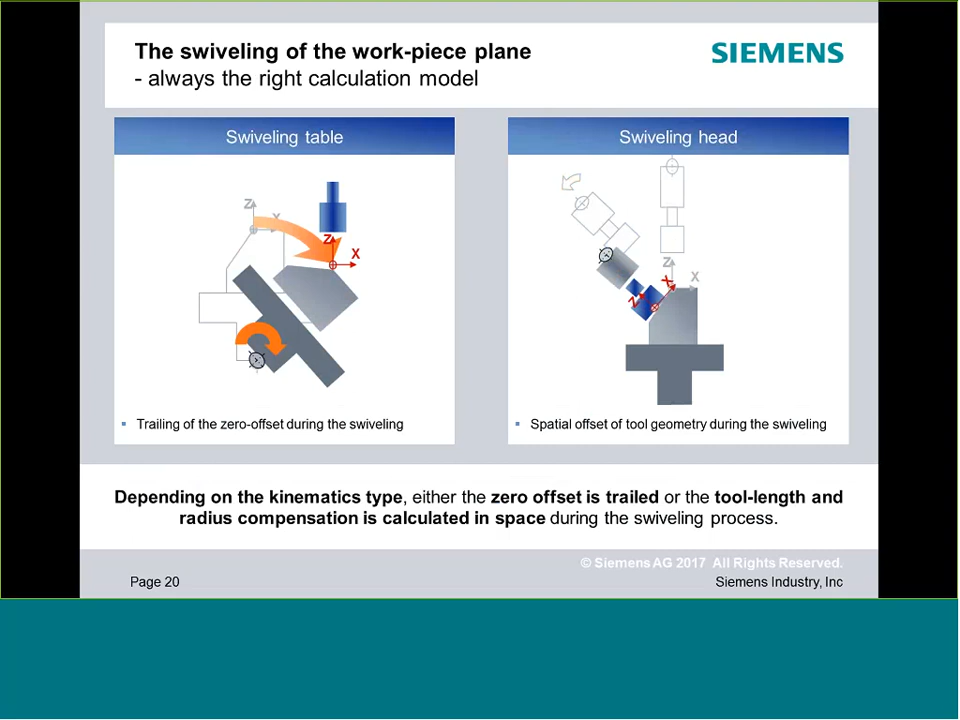 The swiveling of the work-piece plane
- always the right calculation model
SIEMENS
Swiveling table
Z
X
Z
X
▪ Trailing of the zero-offset during the swiveling
Swiveling head
Z
X
X
Z
▪ Spatial offset of tool geometry during the swiveling
Depending on the kinematics type, either the zero offset is trailed or the tool-length and
radius compensation is calculated in space during the swiveling process.
© Siemens AG 2017 All Rights Reserved.
Page 20
Siemens Industry, Inc